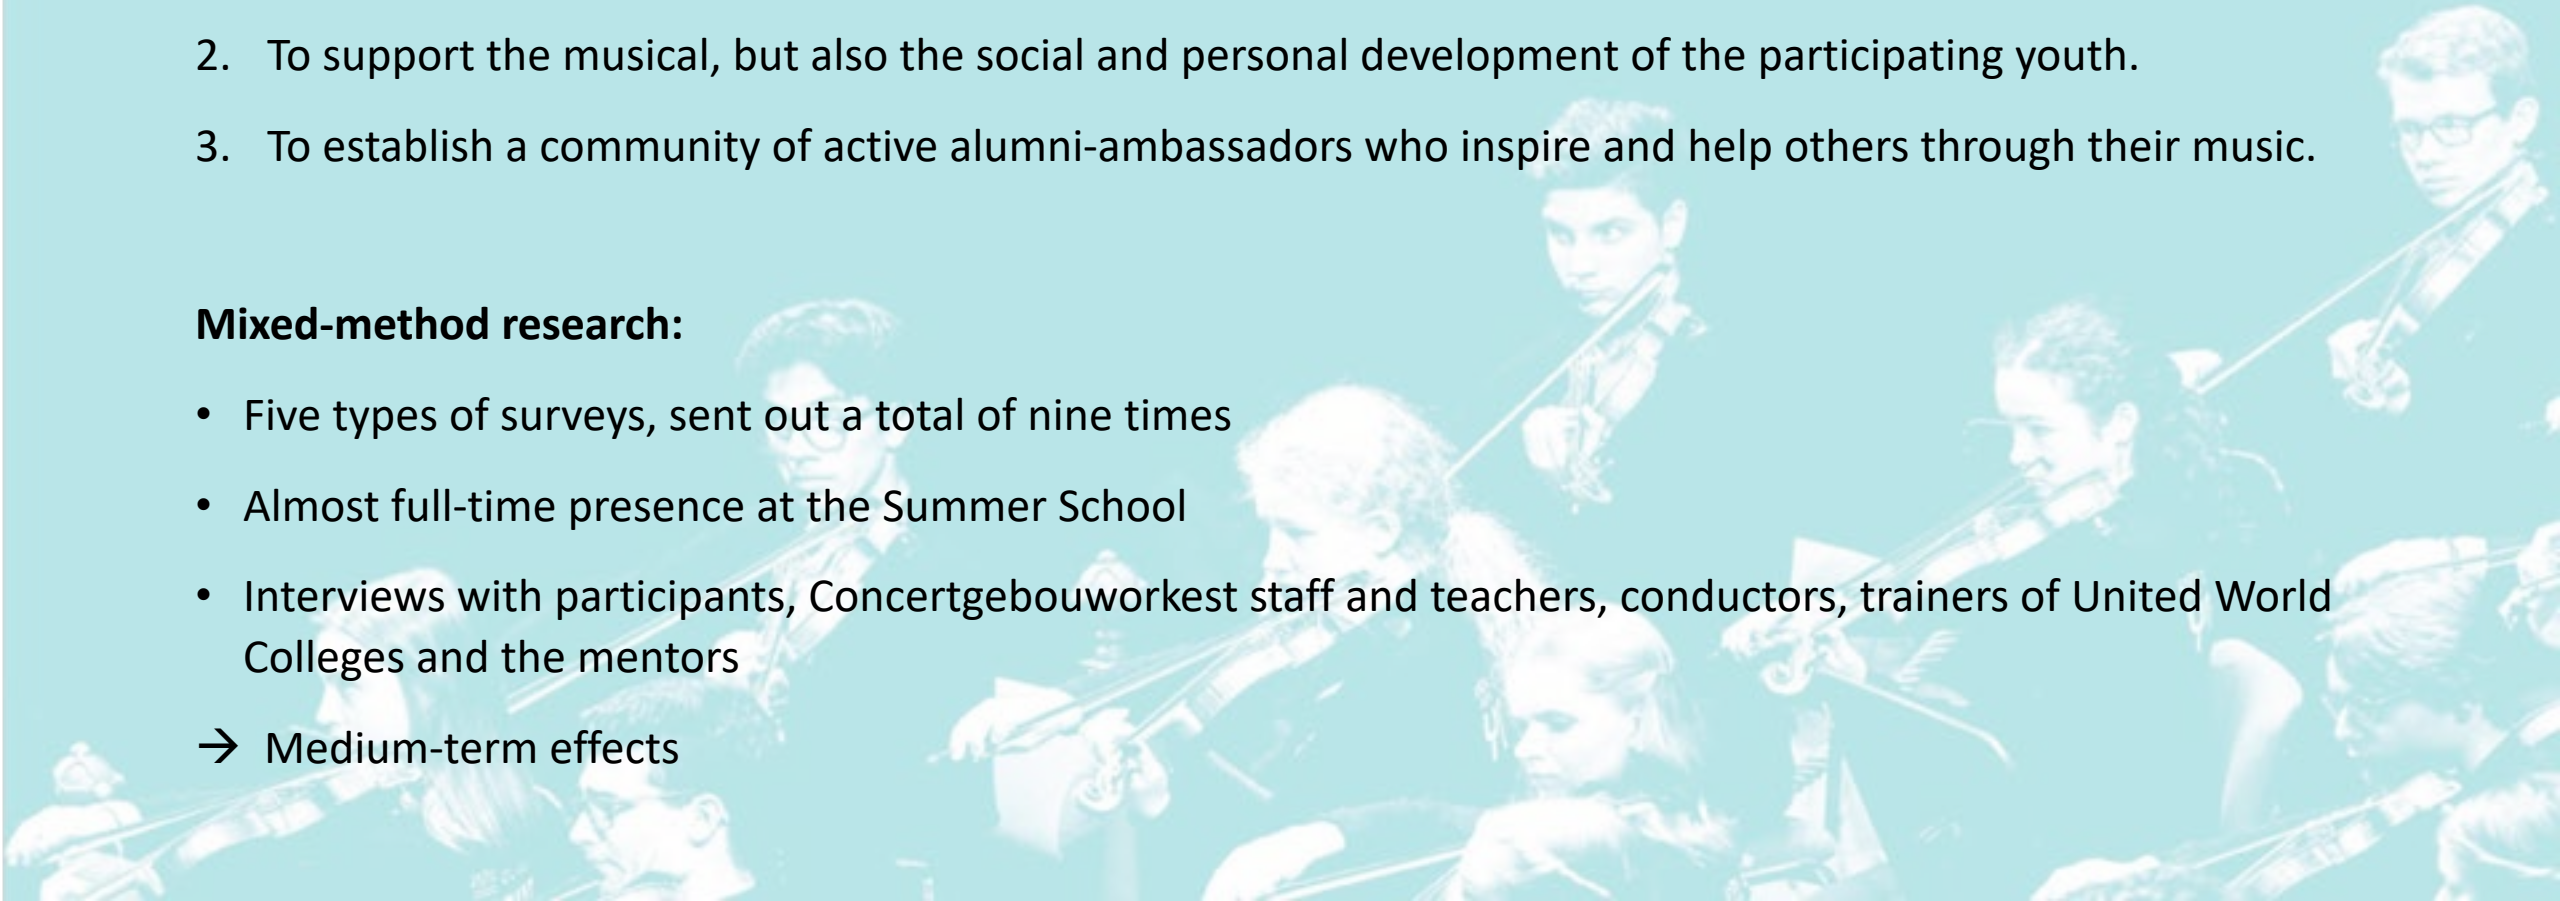 2. To support the musical, but also the social and personal development of the participating youth.
3. To establish a community of active alumni-ambassadors who inspire and help others through their music.
Mixed-method research:
• Five types of surveys, sent out a total of nine times
• Almost full-time presence at the Summer School
• Interviews with participants, Concertgebouworkest staff and teachers, conductors, trainers of United World
Colleges and the mentors
→ Medium-term effects